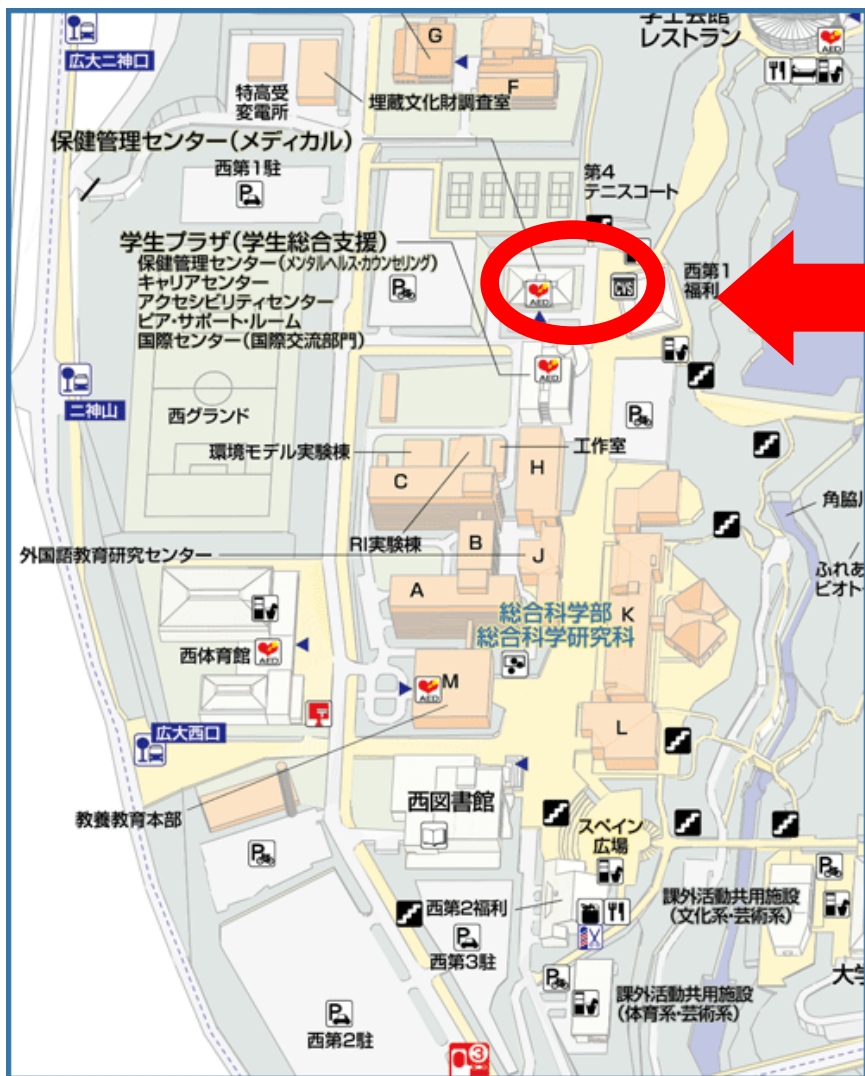 広大二神口
特高受
変電所
G
F
埋蔵文化財調査室
レストラン
AED
保健管理センター(メディカル)
西第1駐
P
第4
テニスコート
学生プラザ(学生総合支援)
保健管理センター(メンタルヘルス・カウンセリング)
キャリアセンター
アクセシビリティセンター
ピア・サポート・ルーム
国際センター(国際交流部門)
P
AED
CVS
西第1
福利
AED
二神山
西グランド
P
環境モデル実験棟
工作室
C
H
RI実験棟
B
J
外国語教育研究センター
A
K
角脇川
ふれあ
ビオト
総合科学部
総合科学研究科
西体育館
AED
AED
M
L
広大西口
教養教育本部
西図書館
スペイン
広場
P
西第2福利
P
西第3駐
課外活動共用施設
(文化系・芸術系)
P
大学
P
課外活動共用施設
(体育系・芸術系)
P
西第2駐
3